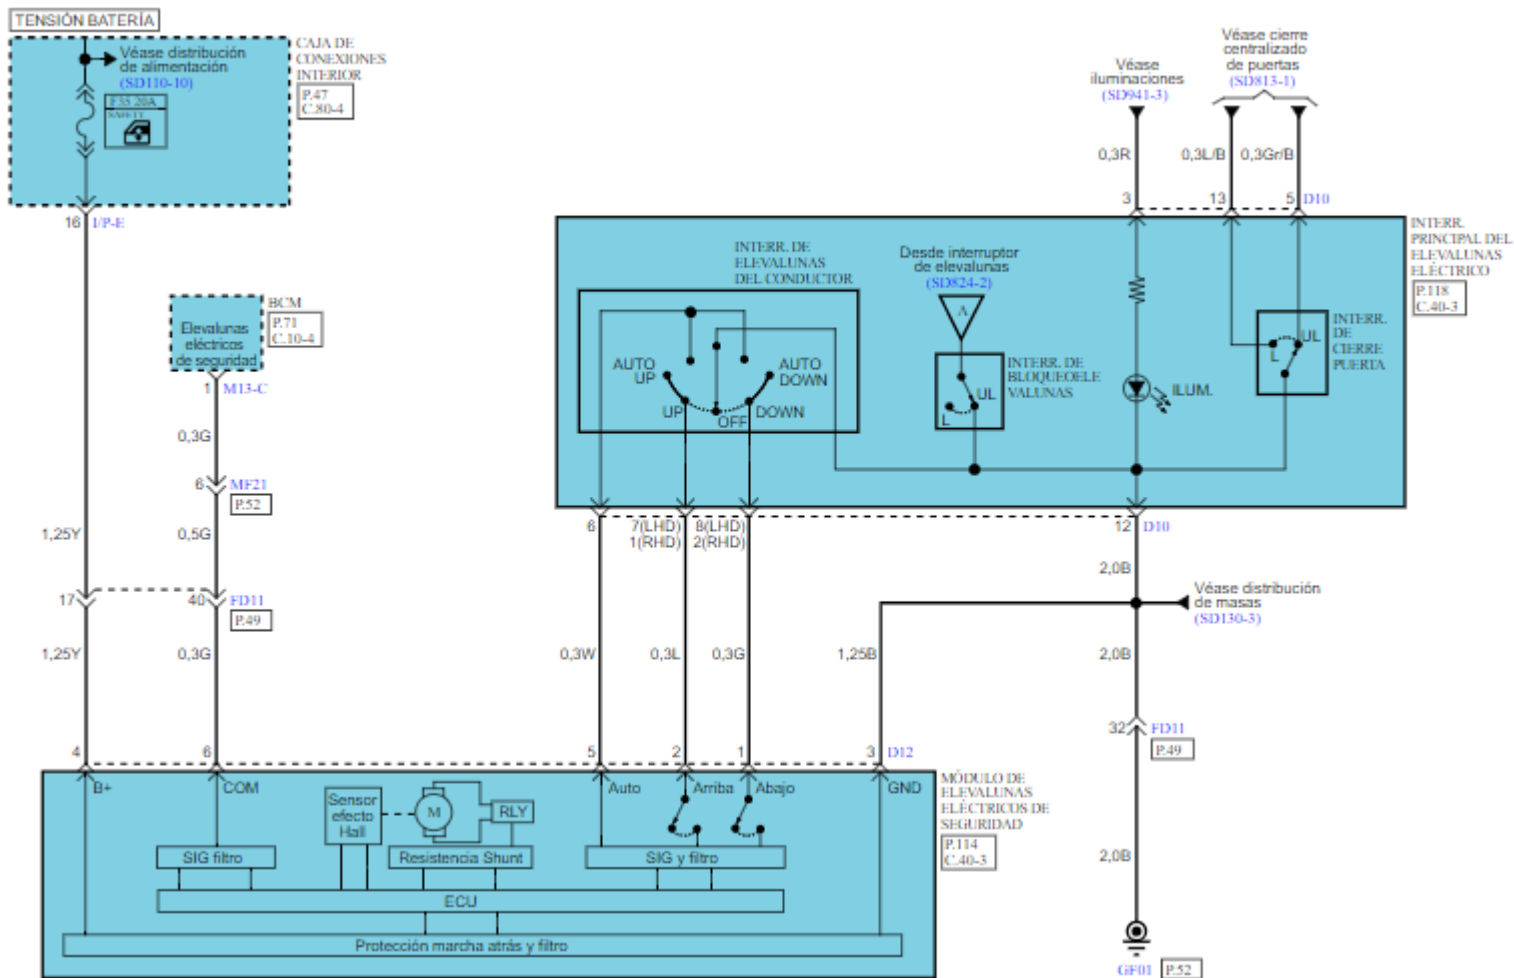 TENSIÓN BATERÍA
Véase distribución
de alimentación
(SD110-10)
F35 20A
SAFETY
CAJA DE
CONEXIONES
INTERIOR
P.47
C.80-4
16 I/P-E
BCM
P.71
C.10-4
Elevalunas
eléctricos
de seguridad
1 M13-C
0,3G
6 MF21
P.52
1,25Y
0,5G
17
40 FD11
P.49
1,25Y
0,3G
Véase
iluminaciones
(SD941-3)
Véase cierre
centralizado
de puertas
(SD813-1)
0,3R
0,3L/B
0,3Gr/B
3
13
5 D10
INTERR.
PRINCIPAL DEL
ELEVALUNAS
ELÉCTRICO
P.118
C.40-3
INTERR. DE
ELEVALUNAS
DEL CONDUCTOR
AUTO
UP
UP
OFF
DOWN
AUTO
DOWN
Desde interruptor
de elevalunas
(SD824-2)
A
UL
L
INTERR. DE
BLOQUEOELE
VALUNAS
ILUM.
UL
L
INTERR.
DE
CIERRE
PUERTA
6
7(LHD)
1(RHD)
8(LHD)
2(RHD)
12 D10
2,0B
Véase distribución
de masas
(SD130-3)
0,3W
0,3L
0,3G
1,25B
2,0B
32 FD11
P.49
2,0B
GF01 P.52
4
6
5
2
1
3 D12
B+
COM
Auto
Arriba
Abajo
GND
MÓDULO DE
ELEVALUNAS
ELÉCTRICOS DE
SEGURIDAD
P.114
C.40-3
Sensor
efecto
Hall
M
RLY
SIG filtro
Resistencia Shunt
SIG y filtro
ECU
Protección marcha atrás y filtro